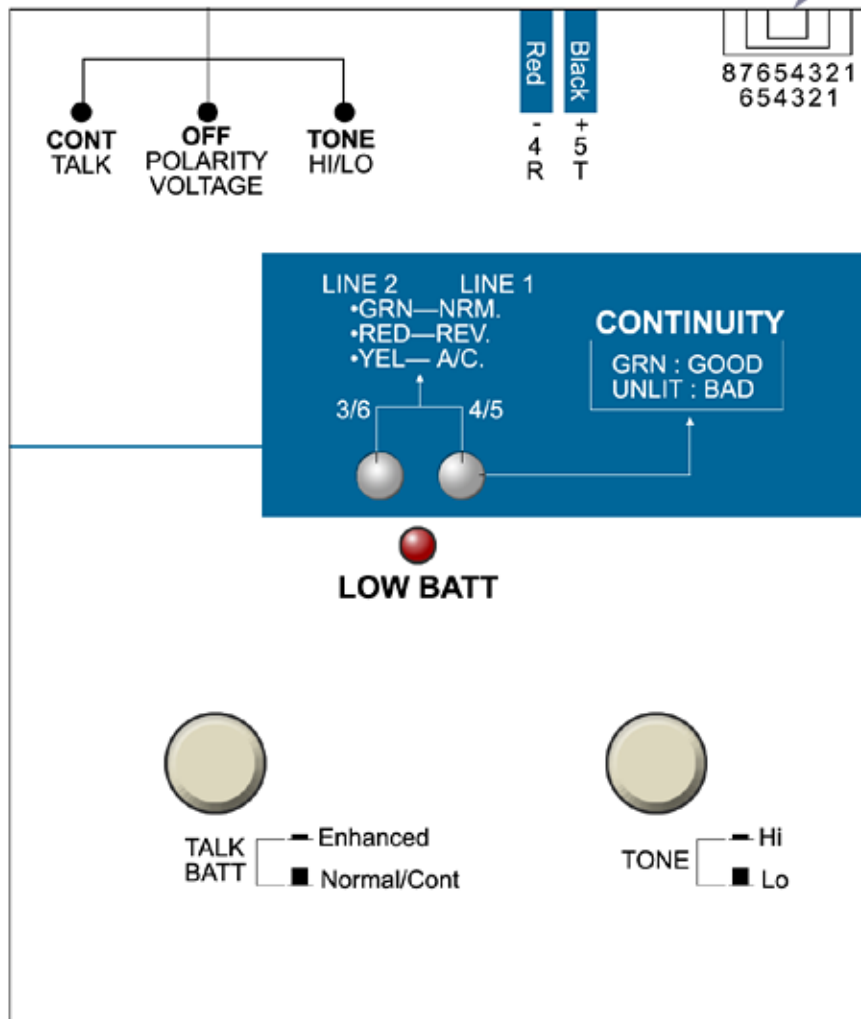 Red
Black
87654321
654321
CONT
TALK
OFF
POLARITY
VOLTAGE
TONE
HI/LO
-
4
R
+
5
T
LINE 2 LINE 1
•GRN—NRM.
•RED—REV.
•YEL— A/C.
3/6 4/5
CONTINUITY
GRN : GOOD
UNLIT : BAD
LOW BATT
TALK
BATT
Enhanced
Normal/Cont
TONE
Hi
Lo